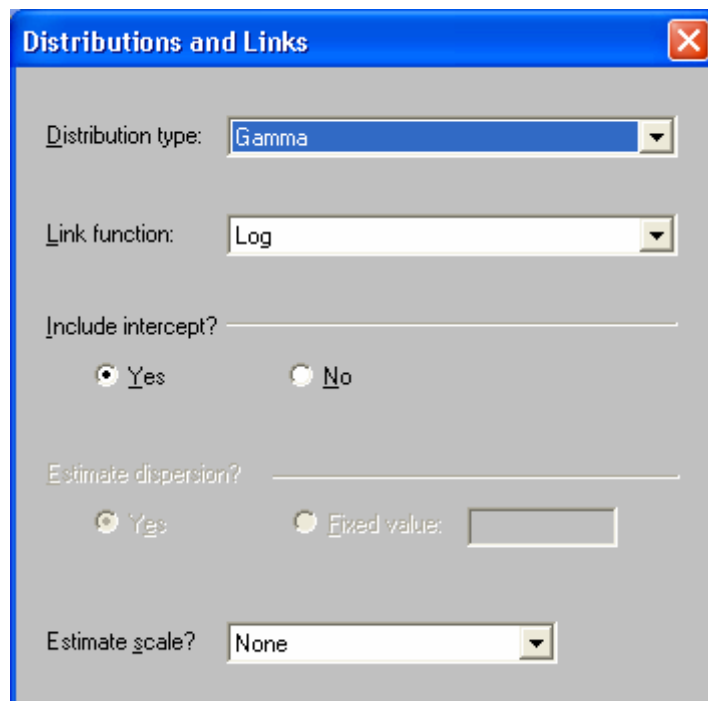 Distributions and Links
Distribution type: Gamma
Link function: Log
Include intercept?
Yes No
Estimate dispersion?
Yes Fixed value:
Estimate scale? None